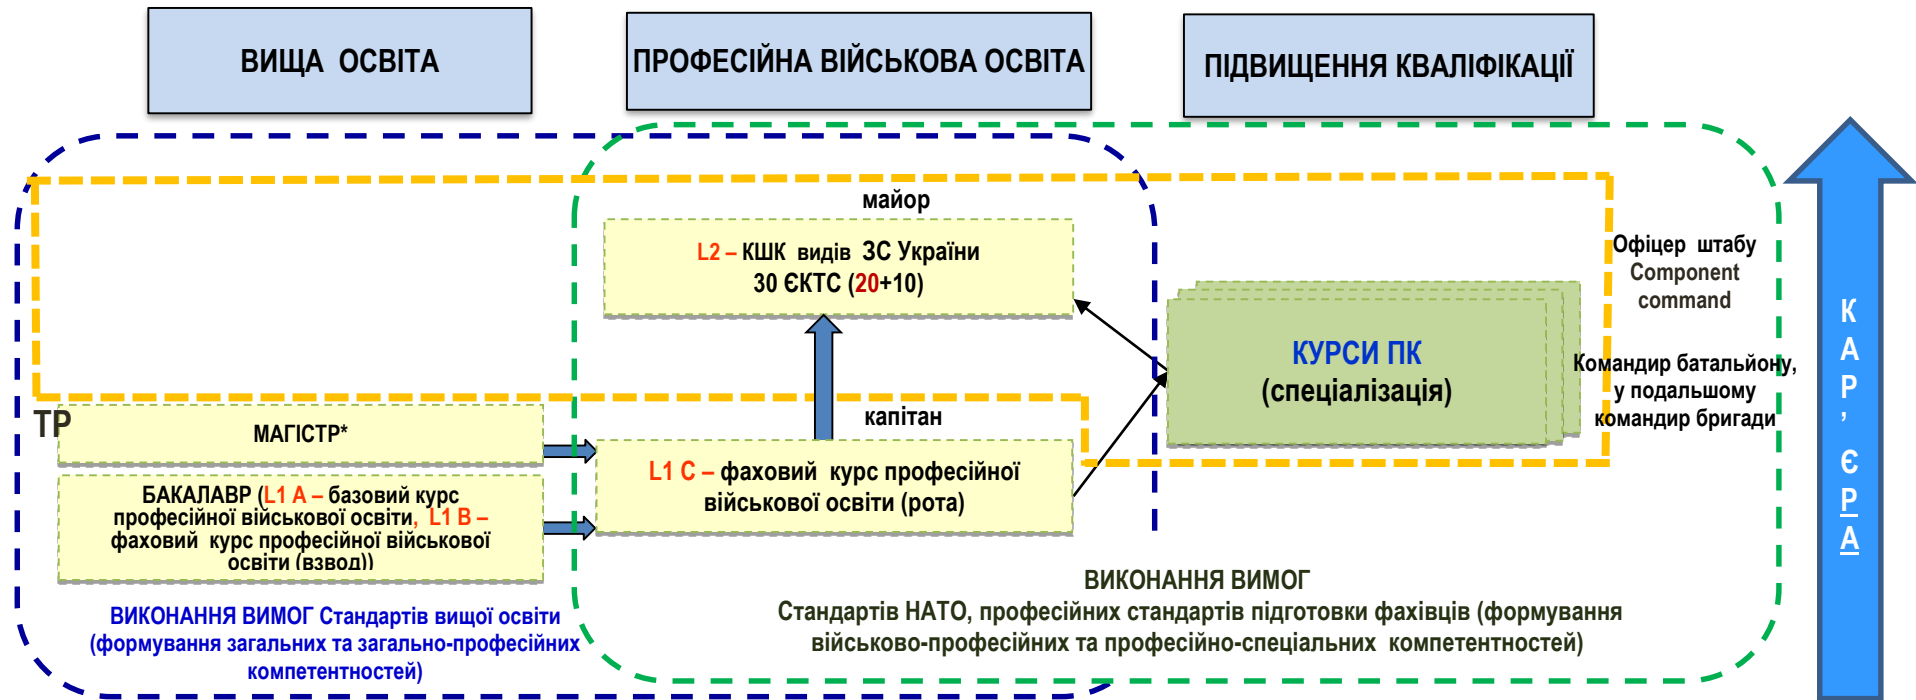 ВИЩА ОСВІТА
ПРОФЕСІЙНА ВІЙСЬКОВА ОСВІТА
ПІДВИЩЕННЯ КВАЛІФІКАЦІЇ
майор
L2 – КШК видів ЗС України
30 ЄКТС (20+10)
Офіцер штабу
Component
command
КУРСИ ПК
(спеціалізація)
Командир батальйону,
у подальшому
командир бригади
ТР
МАГІСТР*
капітан
L1 С – фаховий курс професійної
військової освіти (рота)
БАКАЛАВР (L1 А – базовий курс
професійної військової освіти, L1 В –
фаховий курс професійної військової
освіти (взвод))
ВИКОНАННЯ ВИМОГ Стандартів вищої освіти
(формування загальних та загально-професійних
компетентностей)
ВИКОНАННЯ ВИМОГ
Стандартів НАТО, професійних стандартів підготовки фахівців (формування
військово-професійних та професійно-спеціальних компетентностей)
К
А
Р
’
Є
Р
А